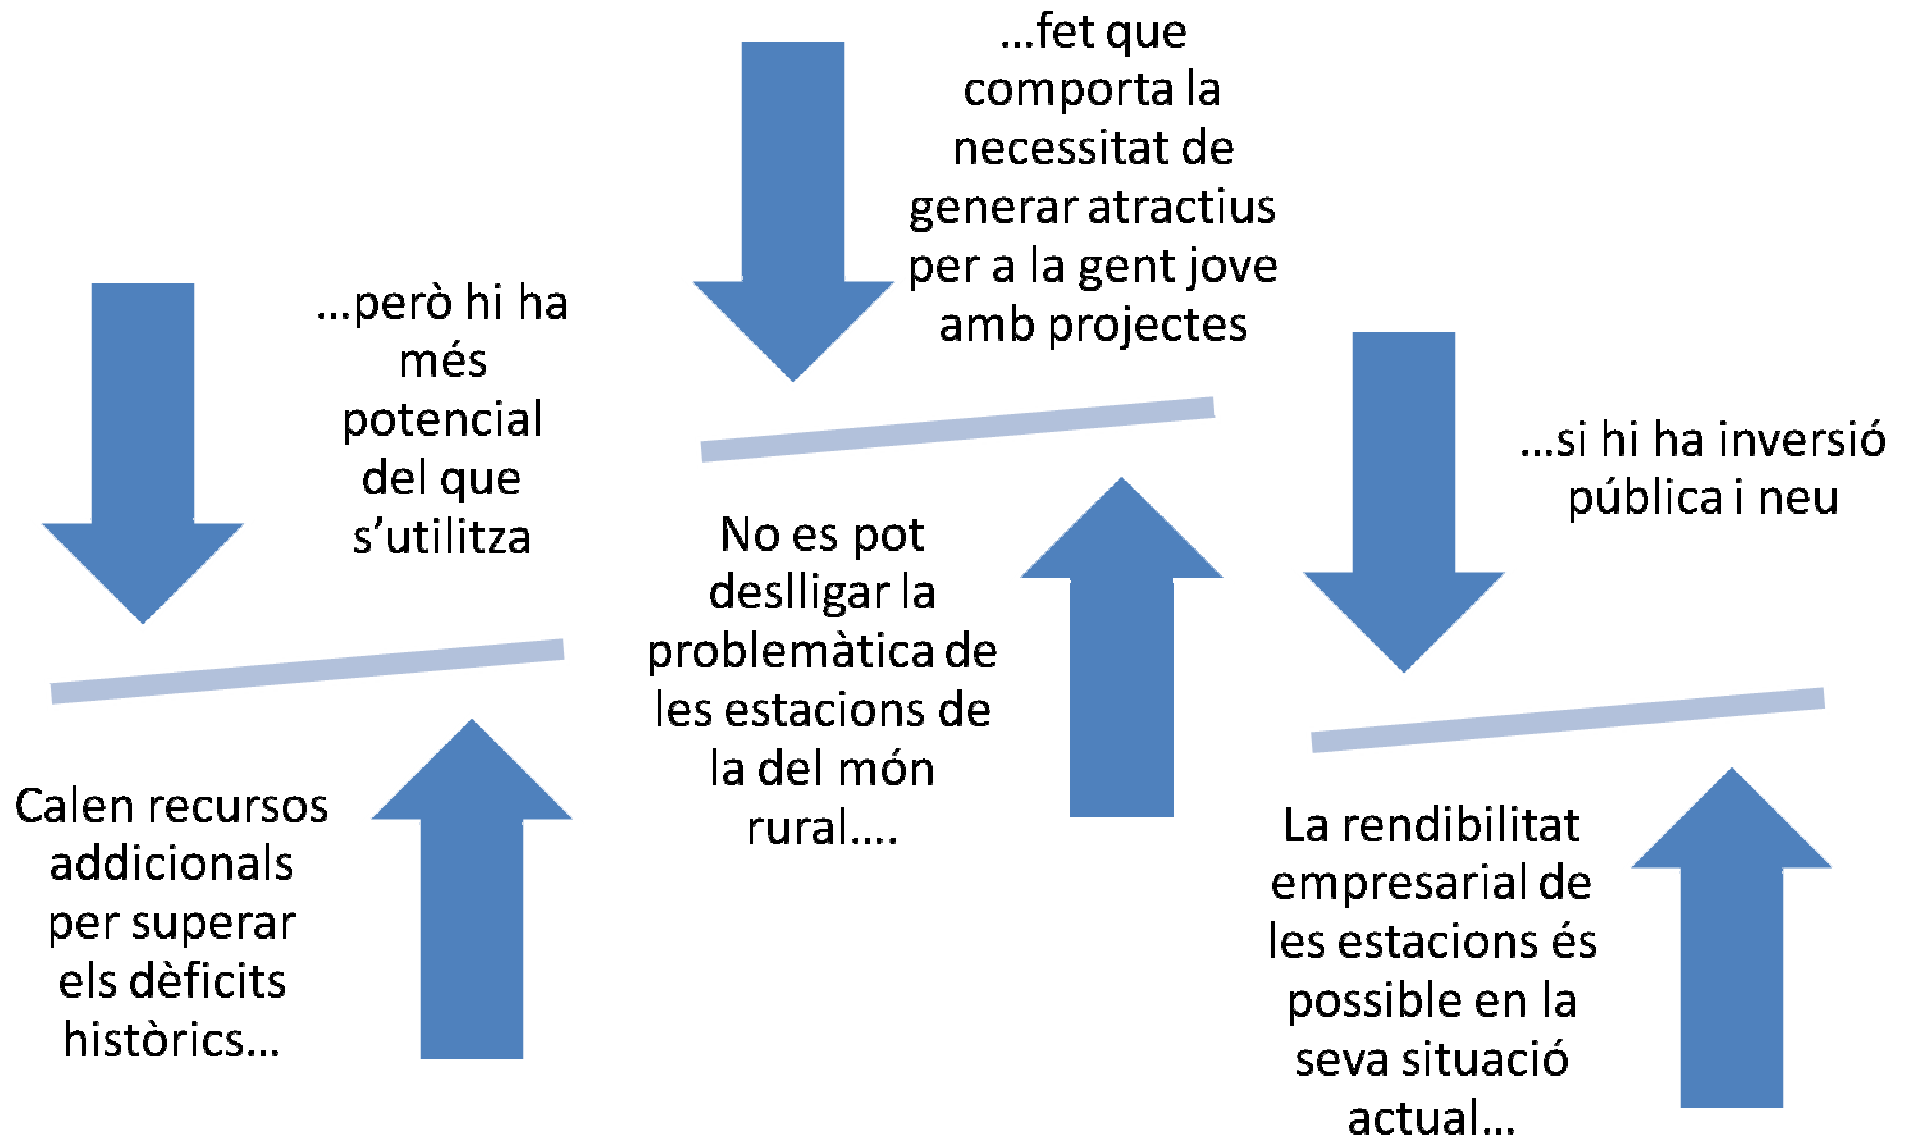 ...però hi ha
més
potencial
del que
s'utilitza
Calen recursos
addicionals
per superar
els dèficits
històrics...
...fet que
comporta la
necessitat de
generar atractius
per a la gent jove
amb projectes
No es pot
deslligar la
problemàtica de
les estacions de
la del món
rural....
...si hi ha inversió
pública i neu
La rendibilitat
empresarial de
les estacions és
possible en la
seva situació
actual...